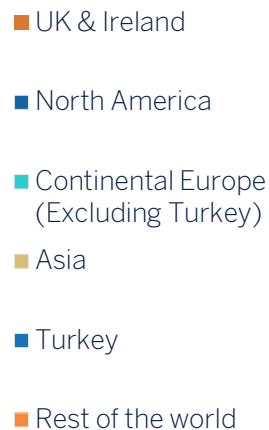 UK & Ireland
North America
Continental Europe
(Excluding Turkey)
Asia
Turkey
Rest of the world